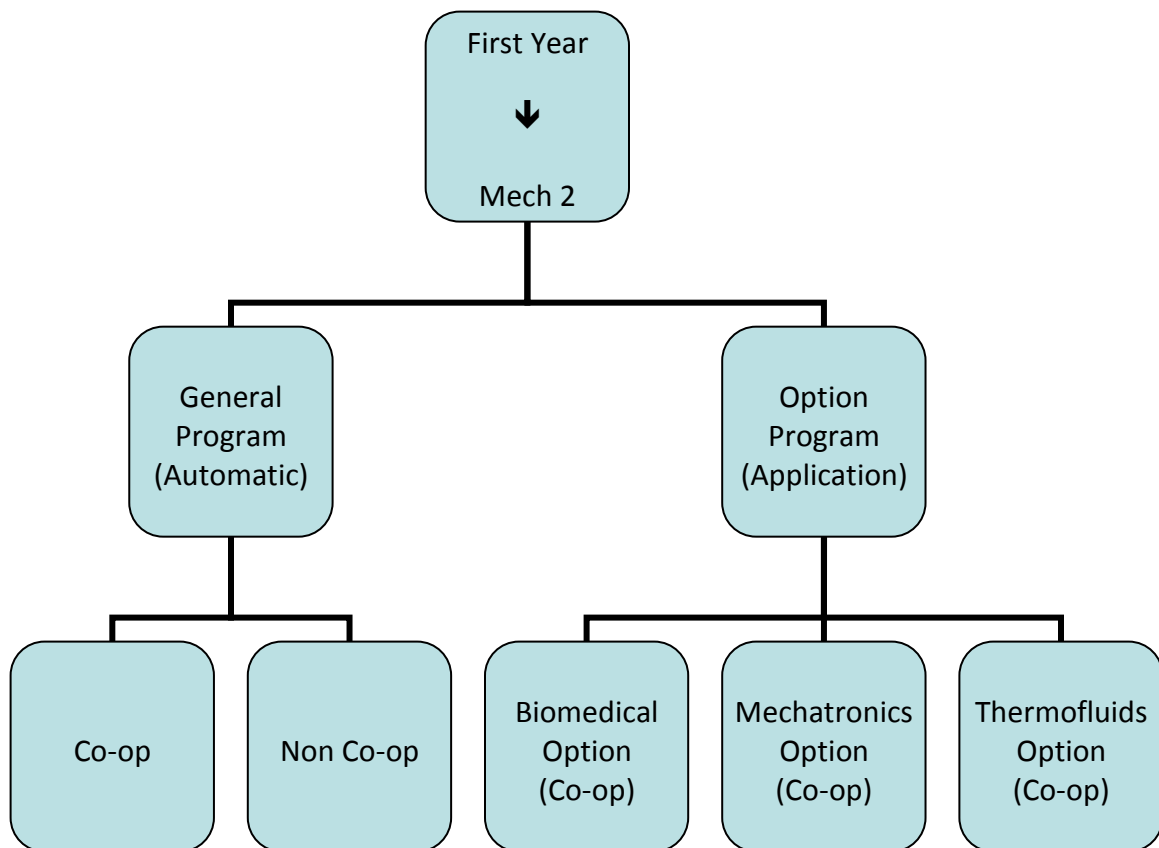 First Year
↓
Mech 2
General
Program
(Automatic)
Option
Program
(Application)
Co-op
Non Co-op
Biomedical
Option
(Co-op)
Mechatronics
Option
(Co-op)
Thermofluids
Option
(Co-op)